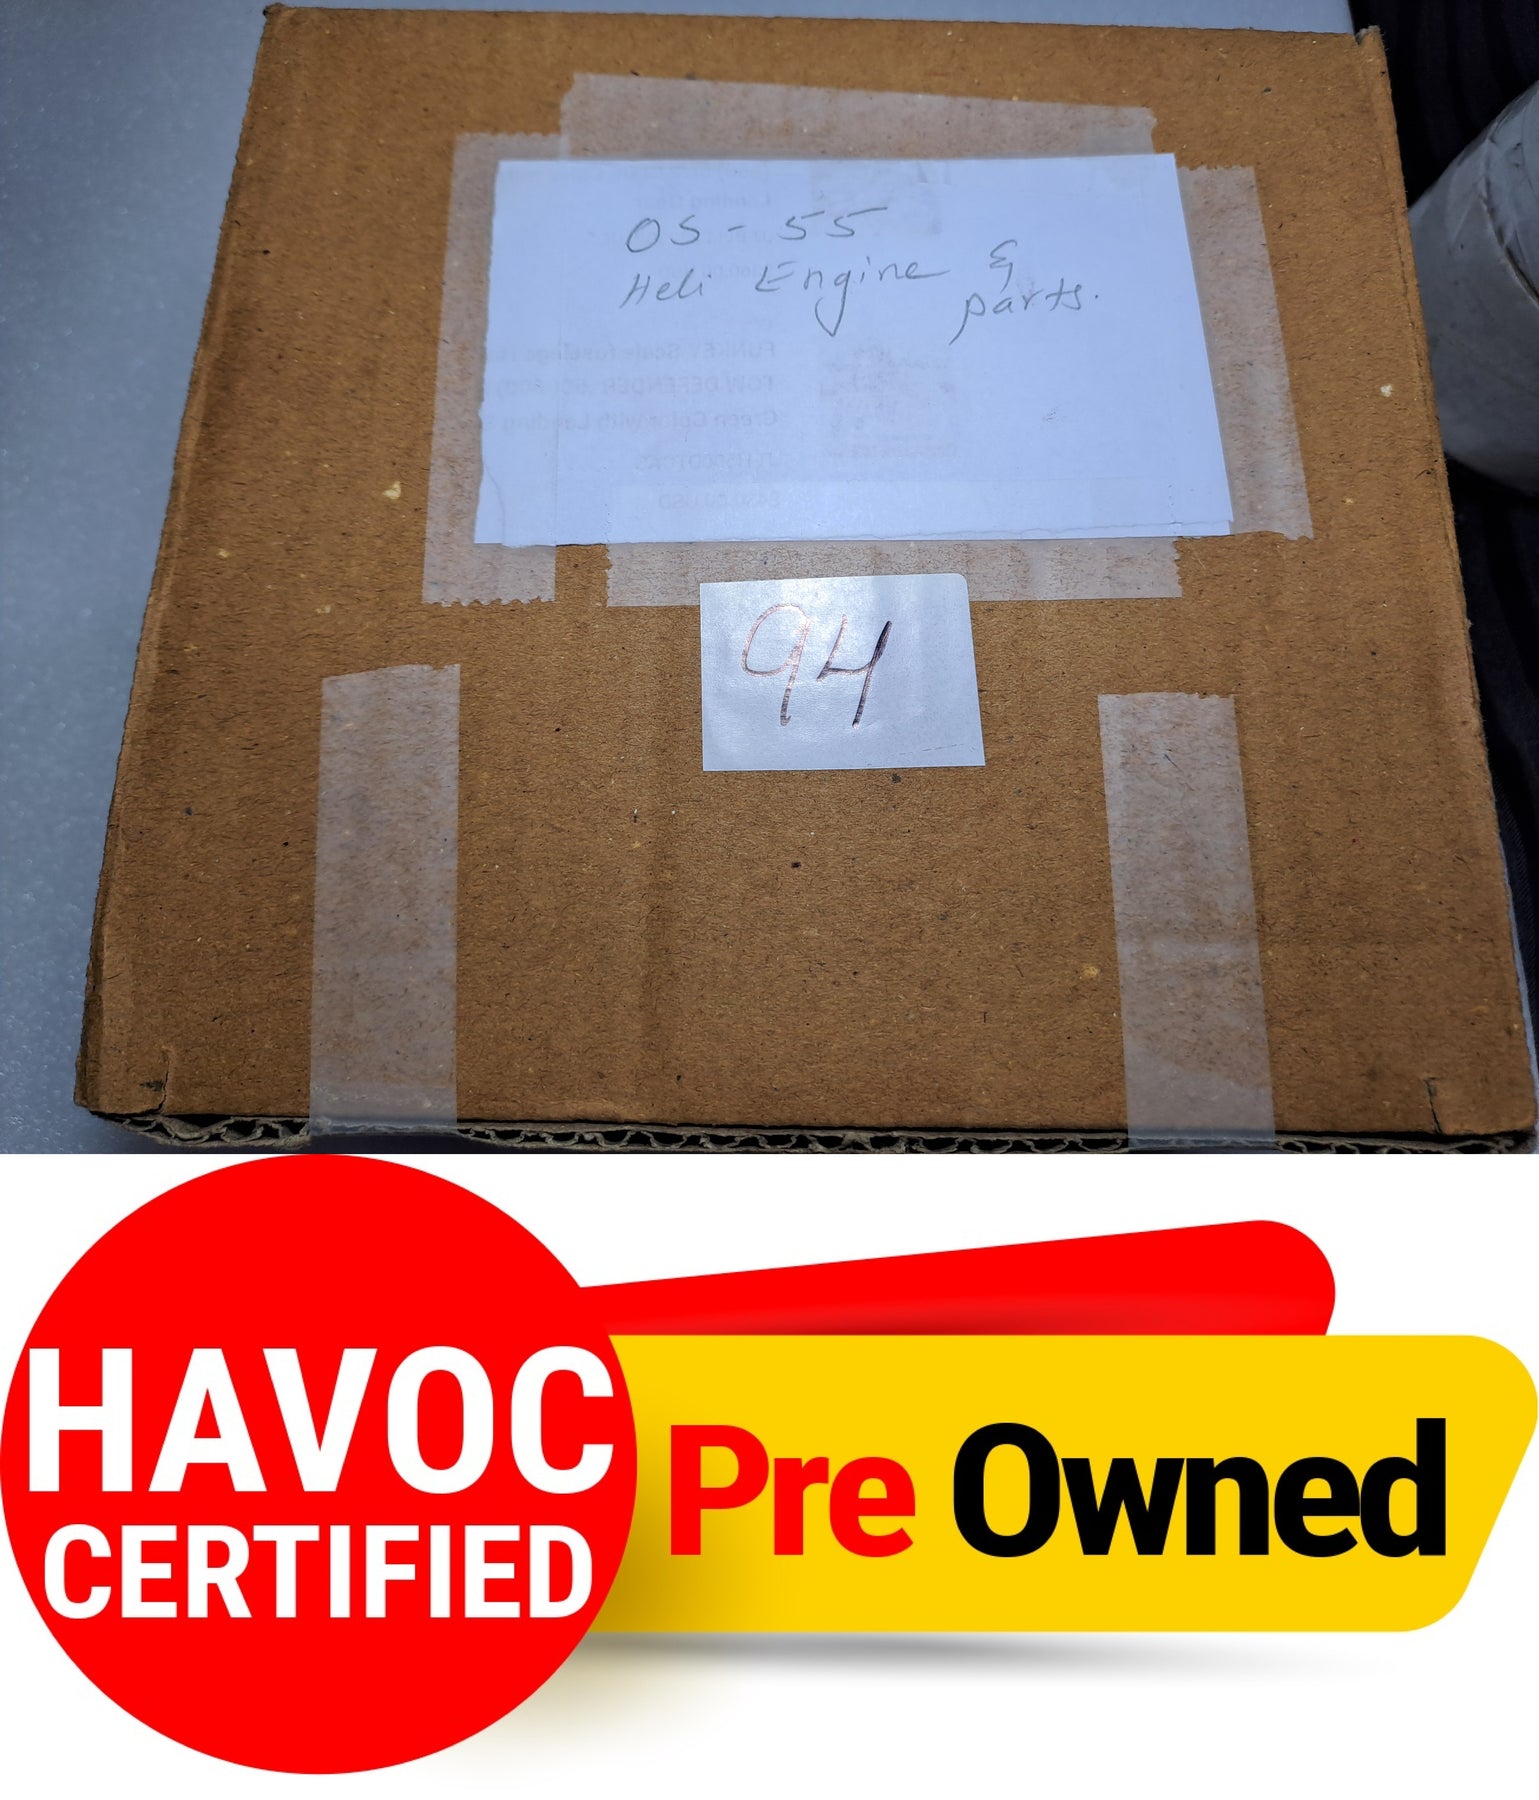 OS - 55
Heli Engine &
parts.
94
HAVOC
CERTIFIED
Pre Owned